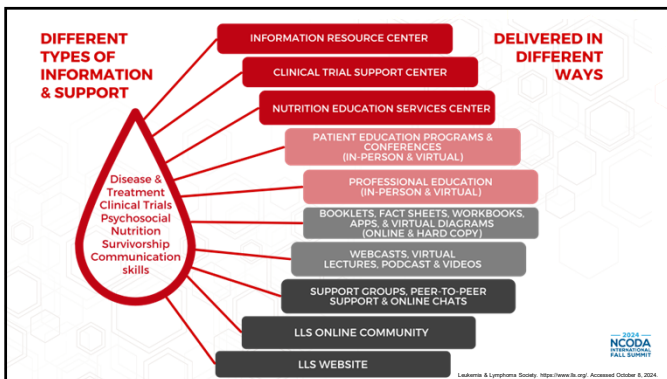 DIFFERENT
TYPES OF
INFORMATION
& SUPPORT
DELIVERED IN
DIFFERENT
WAYS
INFORMATION RESOURCE CENTER
CLINICAL TRIAL SUPPORT CENTER
NUTRITION EDUCATION SERVICES CENTER
PATIENT EDUCATION PROGRAMS &
CONFERENCES
(IN-PERSON & VIRTUAL)
PROFESSIONAL EDUCATION
(IN-PERSON & VIRTUAL)
BOOKLETS, FACT SHEETS, WORKBOOKS,
APPS, & VIRTUAL DIAGRAMS
(ONLINE & HARD COPY)
WEBCASTS, VIRTUAL
LECTURES, PODCAST & VIDEOS
SUPPORT GROUPS, PEER-TO-PEER
SUPPORT & ONLINE CHATS
LLS ONLINE COMMUNITY
LLS WEBSITE
Disease &
Treatment
Clinical Trials
Psychosocial
Nutrition
Survivorship
Communication
skills
2024
NCODA
INTERNATIONAL
FALL SUMMIT
Leukemia & Lymphoma Society. https://www.lls.org/. Accessed October 8, 2024.